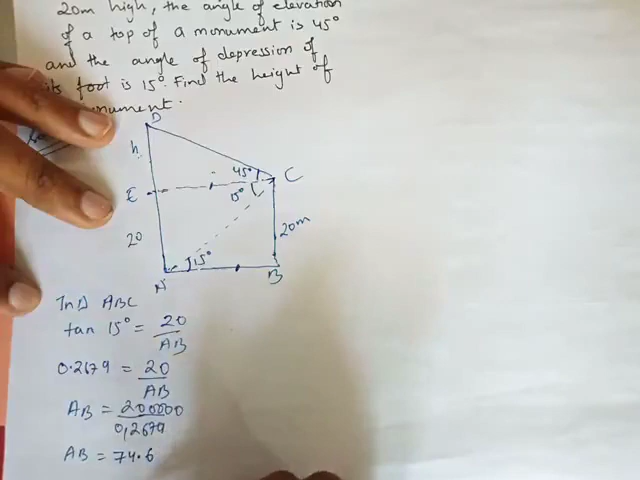 20m high, the angle of elevation
of a top of a monument is 45°
and the angle of depression of
its foot is 15°. Find the height of
monument.
D
h
45°
C
E
15°
20
20m
15°
A
B
In Δ ABC
tan 15° = 20
AB
0.2679 = 20
AB
AB = 200000
0,2679
AB = 74.6